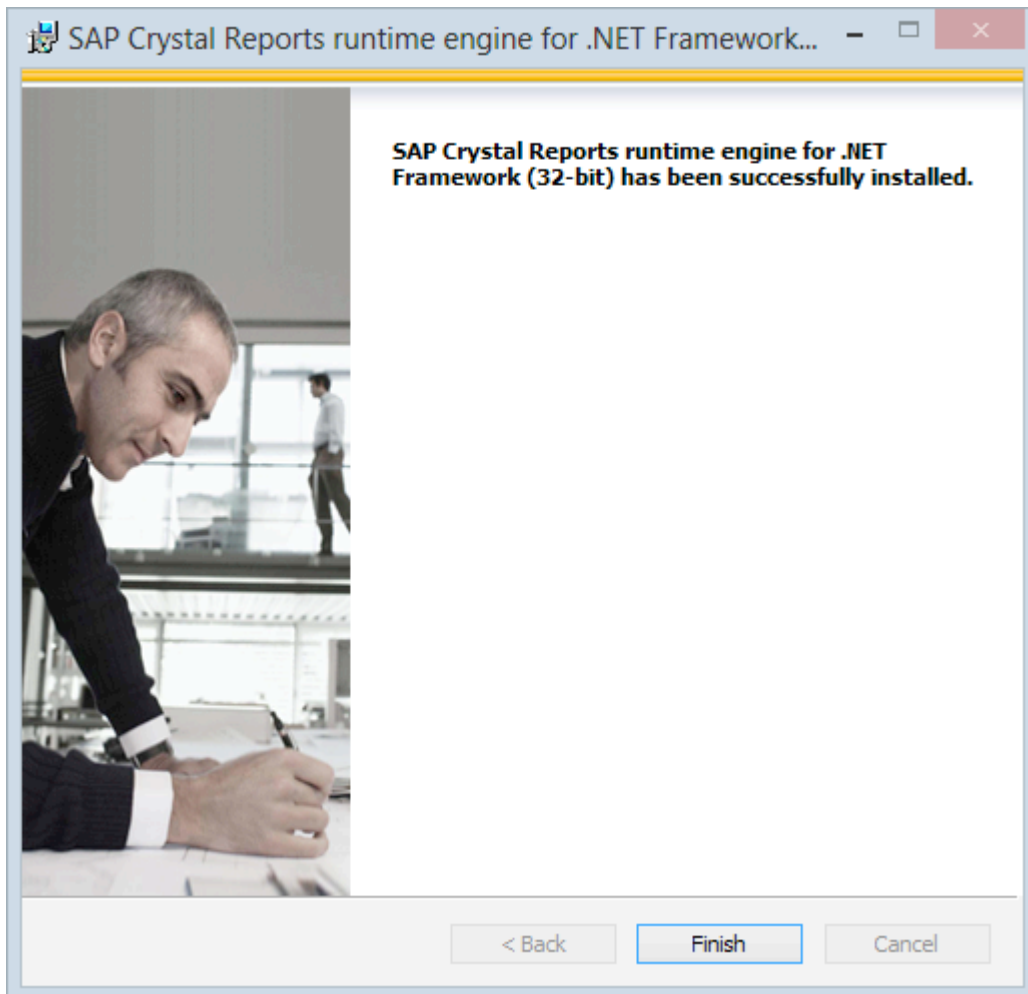 SAP Crystal Reports runtime engine for .NET Framework...
SAP Crystal Reports runtime engine for .NET
Framework (32-bit) has been successfully installed.
< Back
Finish
Cancel